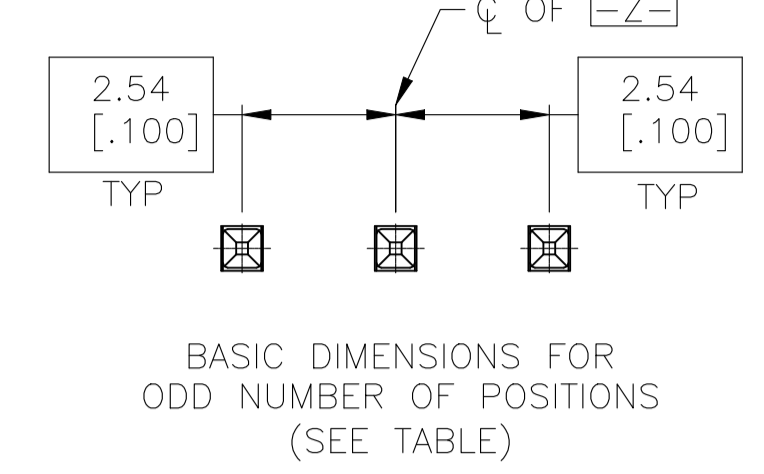 ℄ OF -Z-
2.54
[.100]
TYP
2.54
[.100]
TYP
BASIC DIMENSIONS FOR
ODD NUMBER OF POSITIONS
(SEE TABLE)